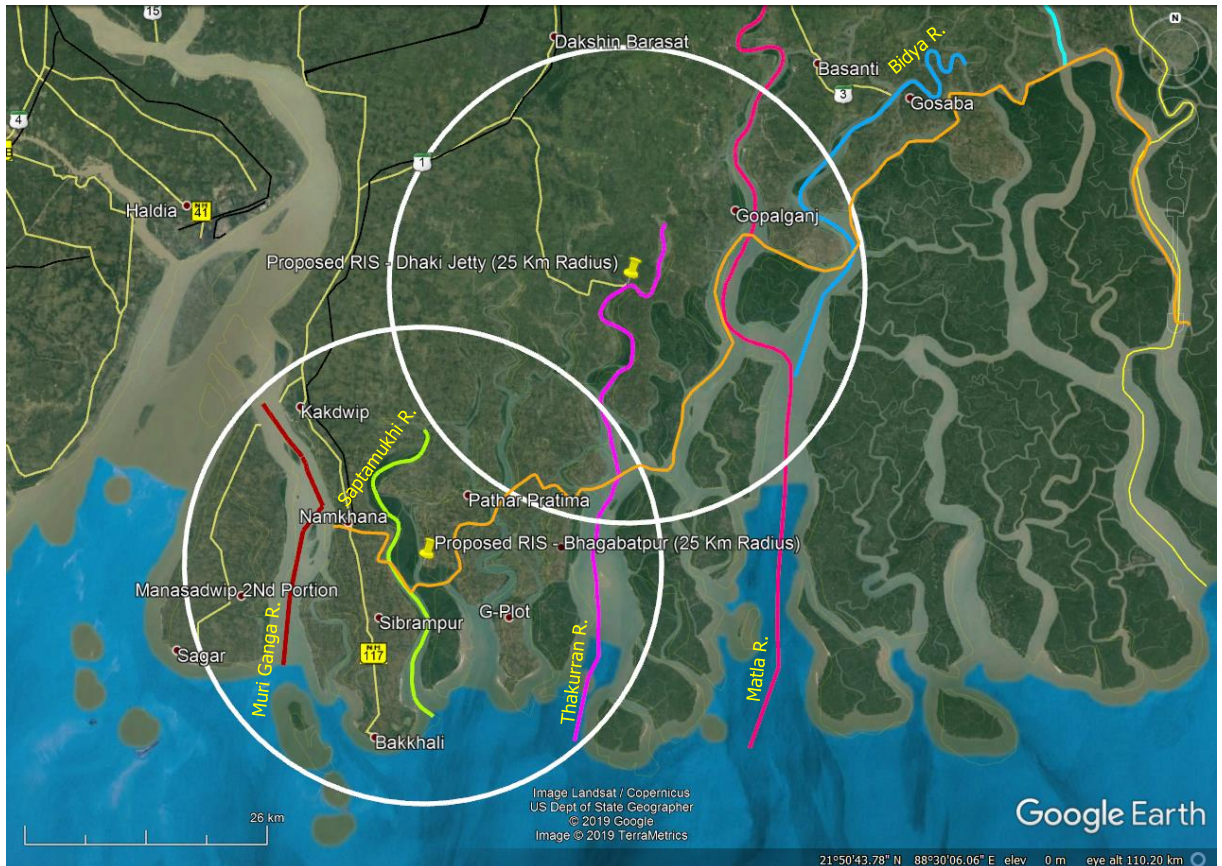 15
N
Dakshin Barasat
Bidya R.
Basanti
3
Gosaba
4
1
Haldia
NH
41
Gopalganj
Proposed RIS - Dhaki Jetty (25 Km Radius)
Kakdwip
Saptamukhi R.
Pathar Pratima
Namkhana
Proposed RIS - Bhagabatpur (25 Km Radius)
Manasadwip 2Nd Portion
Sibrampur
G-Plot
Muri Ganga R.
Thakurran R.
Matla R.
Sagar
NH
117
Bakkhali
Image Landsat / Copernicus
US Dept of State Geographer
© 2019 Google
Image © 2019 TerraMetrics
Google Earth
26 km
21°50'43.78" N 88°30'06.06" E elev 0 m eye alt 110.20 km